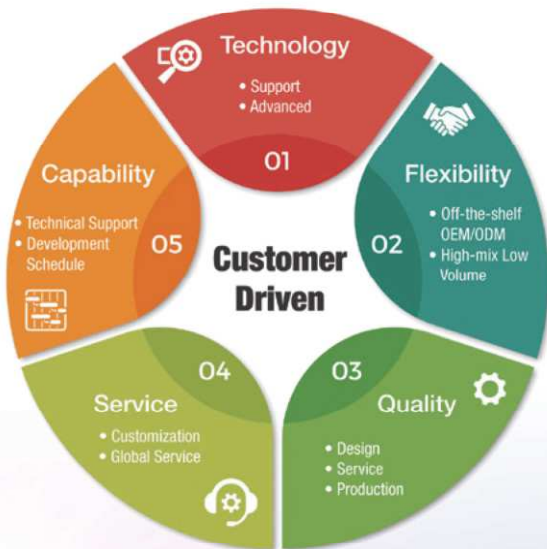 Technology
• Support
• Advanced
01
Flexibility
• Off-the-shelf
OEM/ODM
• High-mix Low
Volume
02
03
Quality
• Design
• Service
• Production
04
Service
• Customization
• Global Service
Capability
• Technical Support
• Development
Schedule
05
Customer
Driven